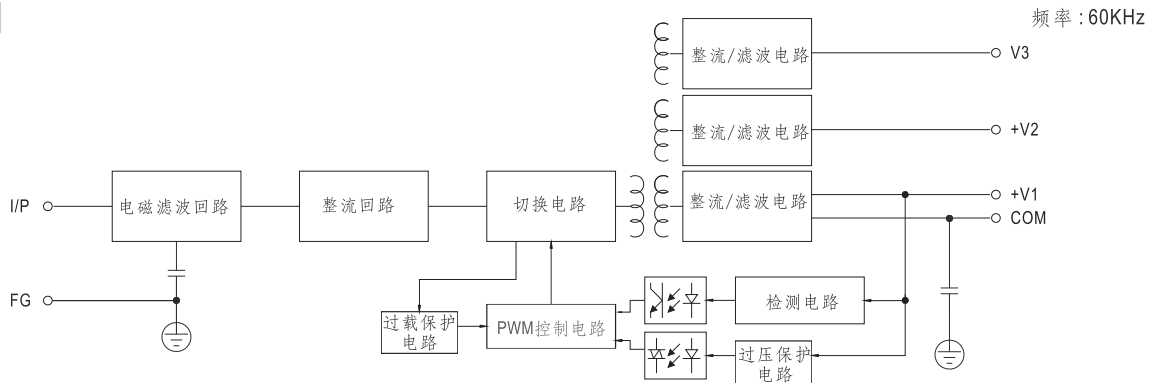 频率:60KHz
整流/滤波电路
V3
整流/滤波电路
+V2
I/P
电磁滤波回路
整流回路
切换电路
整流/滤波电路
+V1
COM
FG
过载保护
电路
PWM控制电路
检测电路
过压保护
电路